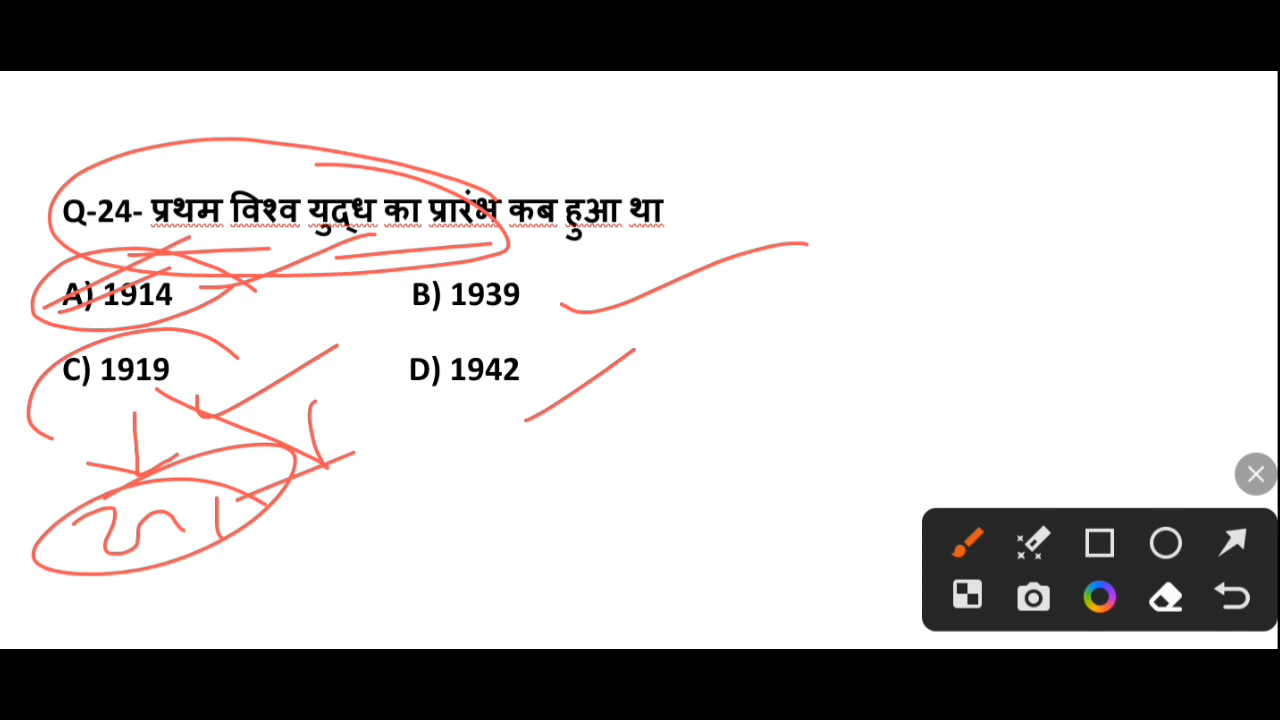 Q-24- प्रथम विश्व युद्ध का प्रारंभ कब हुआ था
A) 1914 B) 1939
C) 1919 D) 1942